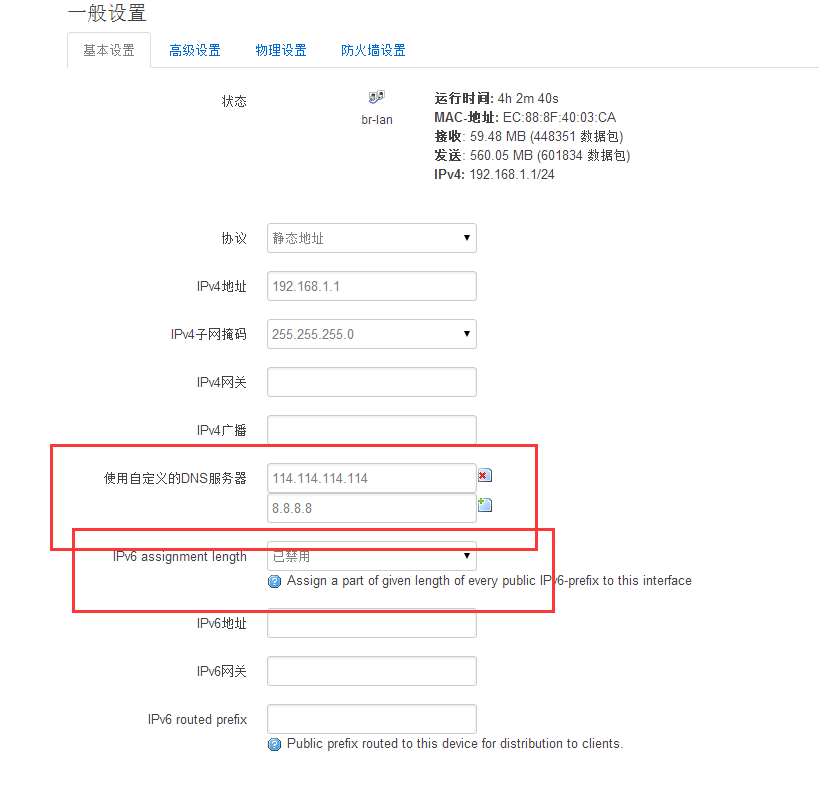 一般设置
基本设置 高级设置 物理设置 防火墙设置
状态
br-lan
运行时间: 4h 2m 40s
MAC-地址: EC:88:8F:40:03:CA
接收: 59.48 MB (448351 数据包)
发送: 560.05 MB (601834 数据包)
IPv4: 192.168.1.1/24
协议 静态地址
IPv4地址 192.168.1.1
IPv4子网掩码 255.255.255.0
IPv4网关
IPv4广播
使用自定义的DNS服务器 114.114.114.114
8.8.8.8
IPv6 assignment length 已禁用
Assign a part of given length of every public IPv6-prefix to this interface
IPv6地址
IPv6网关
IPv6 routed prefix
Public prefix routed to this device for distribution to clients.